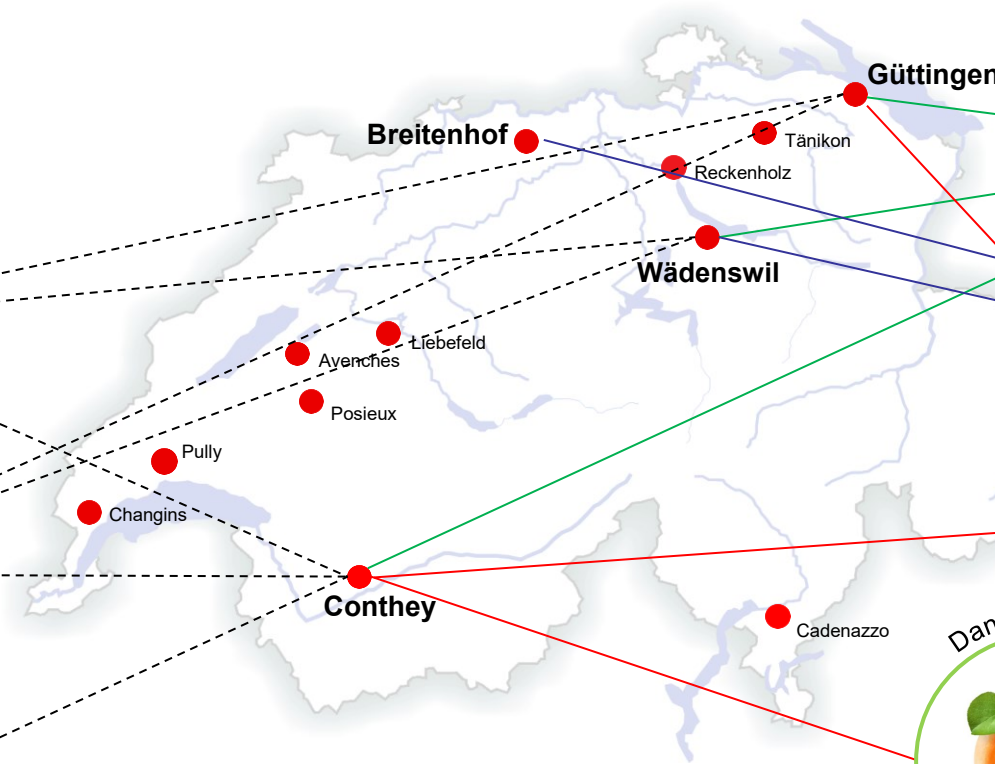 Güttingen
Breitenhof
Tänikon
Reckenholz
Wädenswil
Liebefeld
Avenches
Posieux
Pully
Changins
Conthey
Cadenazzo